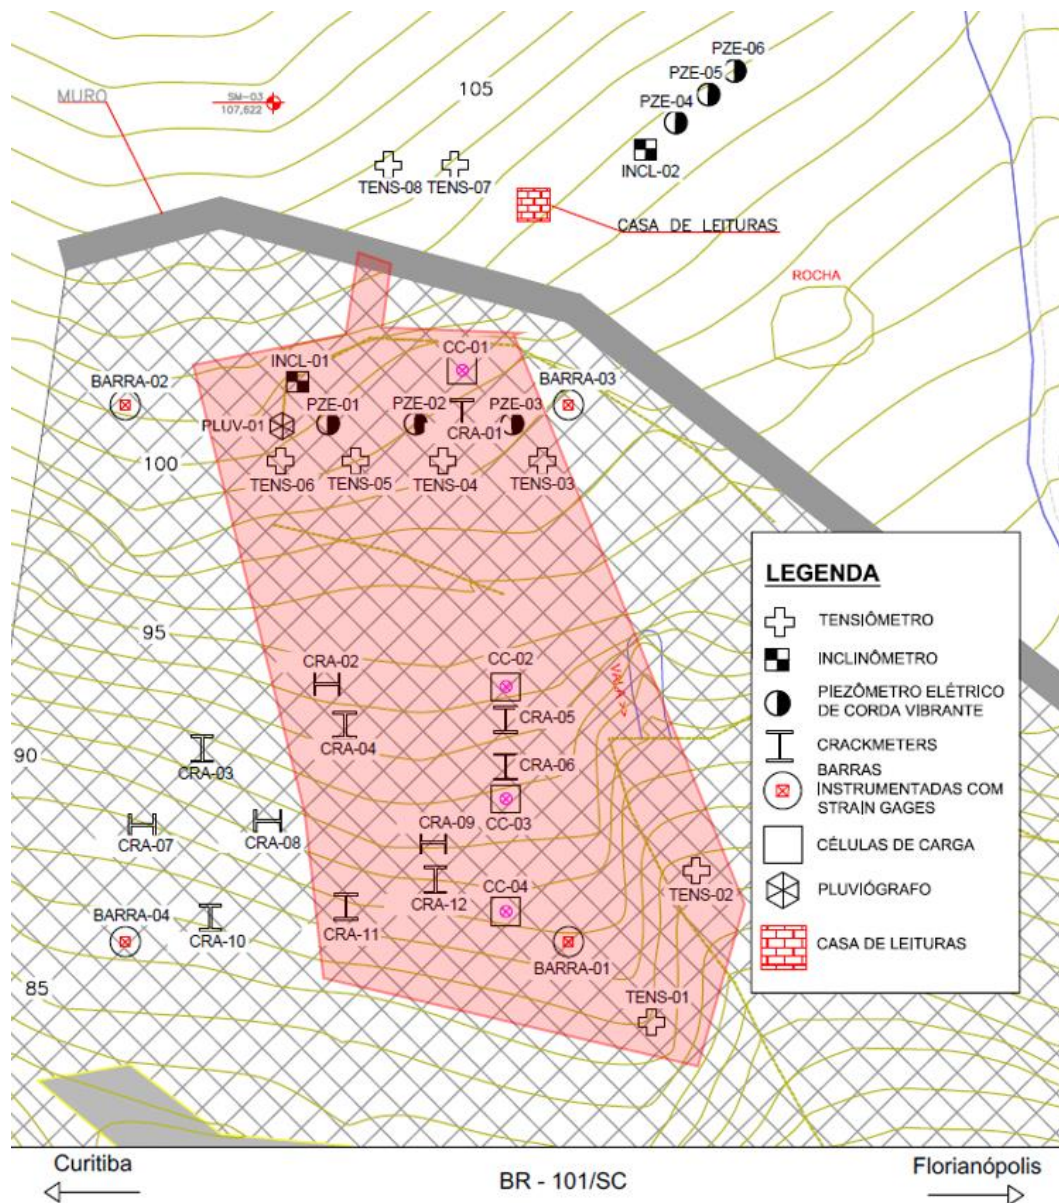 PZE-06
PZE-05
105
MURO
SM-03
107,622
PZE-04
INCL-02
TENS-08
TENS-07
CASA DE LEITURAS
ROCHA
CC-01
INCL-01
BARRA-02
BARRA-03
PZE-01
PZE-02
PZE-03
PLUV-01
CRA-01
100
TENS-06
TENS-05
TENS-04
TENS-03
LEGENDA
TENSIÔMETRO
INCLINÔMETRO
PIEZÔMETRO ELÉTRICO
DE CORDA VIBRANTE
CRACKMETERS
BARRAS
INSTRUMENTADAS COM
STRAIN GAGES
CÉLULAS DE CARGA
PLUVIÓGRAFO
CASA DE LEITURAS
95
CRA-02
CC-02
VALA >>
CRA-04
CRA-05
CRA-03
90
CRA-06
CC-03
CRA-07
CRA-08
CRA-09
CRA-12
CC-04
TENS-02
BARRA-04
CRA-10
CRA-11
BARRA-01
85
TENS-01
Curitiba
BR - 101/SC
Florianópolis